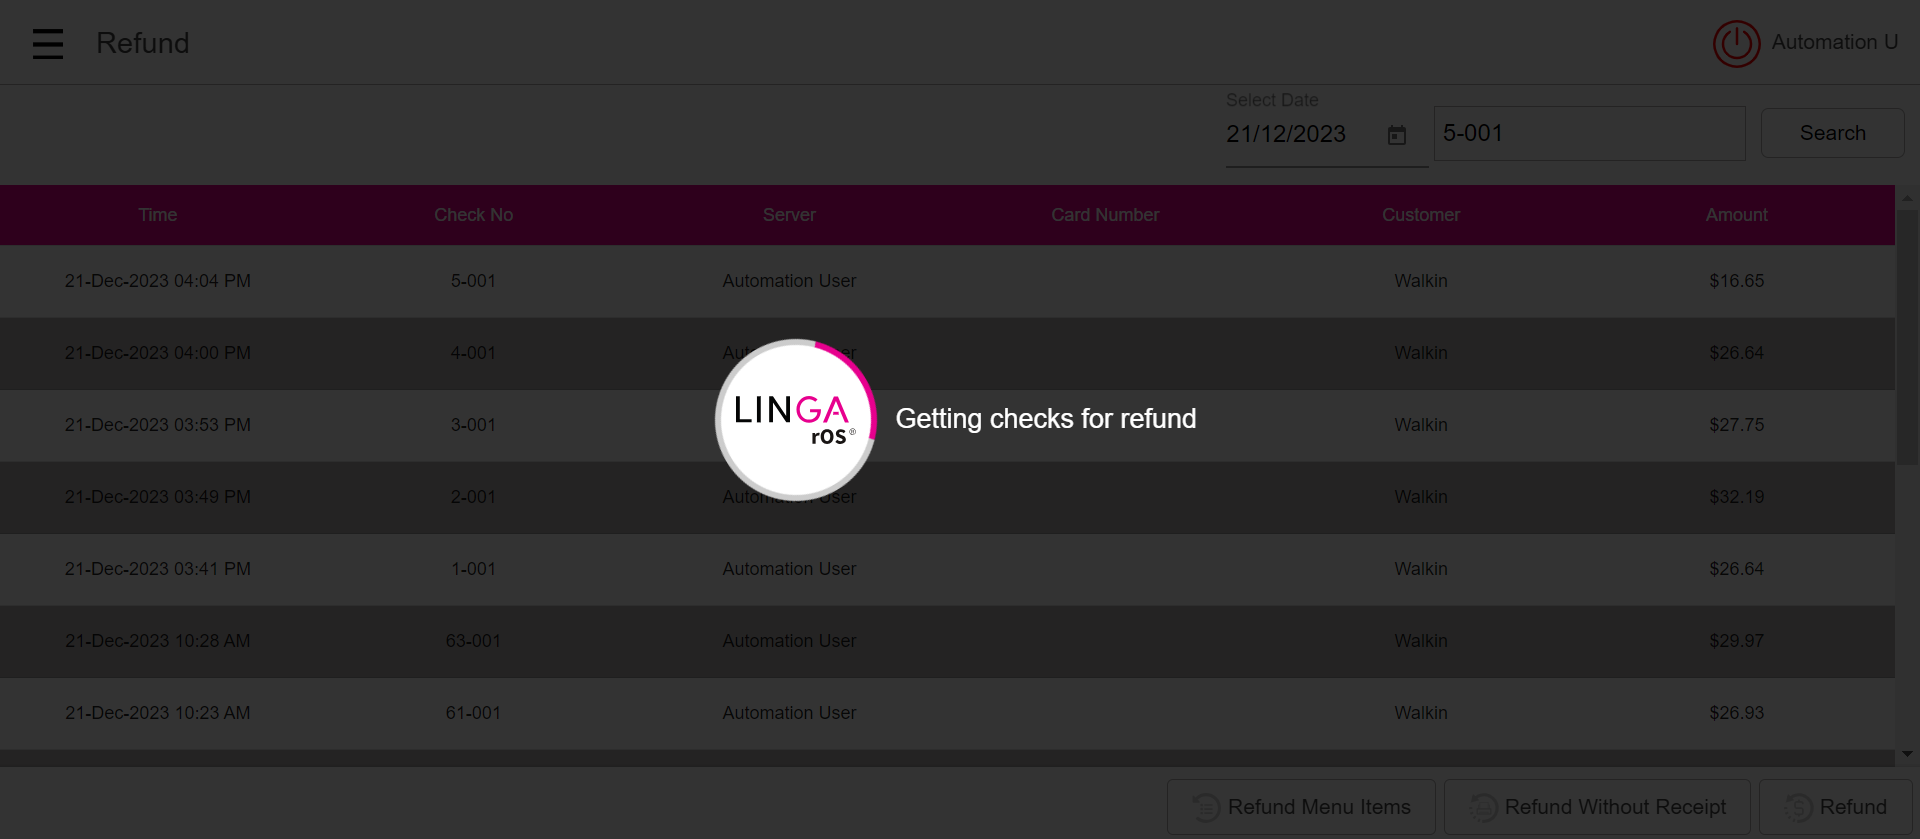 Refund
Automation U
Select Date
21/12/2023
5-001
Search
Time Check No Server Card Number Customer Amount
21-Dec-2023 04:04 PM 5-001 Automation User Walkin $16.65
21-Dec-2023 04:00 PM 4-001 Walkin $26.64
21-Dec-2023 03:53 PM 3-001 Walkin $27.75
LINGA
rOS®
Getting checks for refund
21-Dec-2023 03:49 PM 2-001 Automation User Walkin $32.19
21-Dec-2023 03:41 PM 1-001 Automation User Walkin $26.64
21-Dec-2023 10:28 AM 63-001 Automation User Walkin $29.97
21-Dec-2023 10:23 AM 61-001 Automation User Walkin $26.93
Refund Menu Items
Refund Without Receipt
Refund